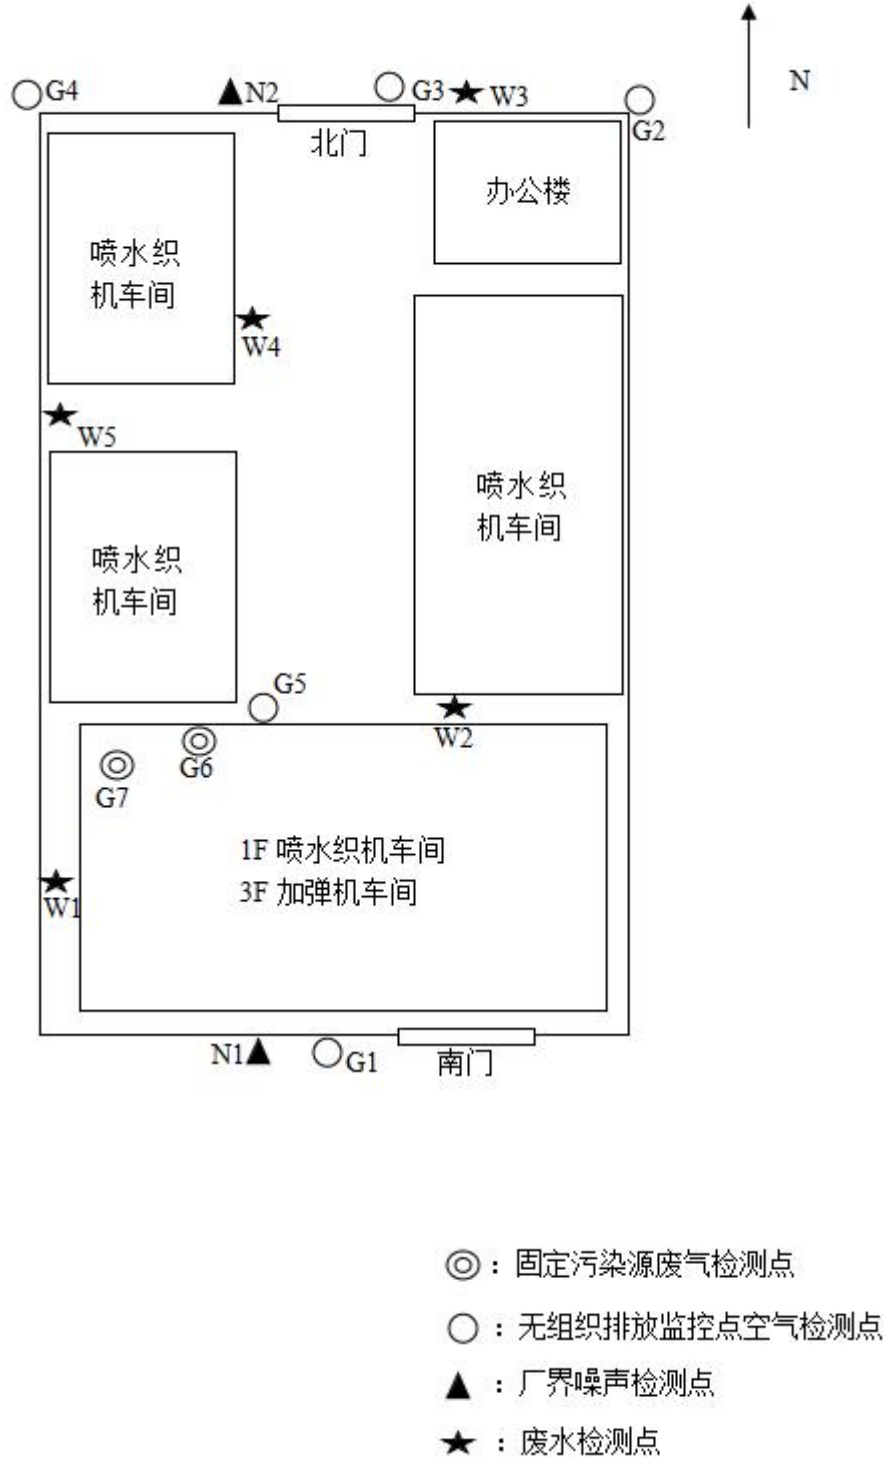 N
G4
N2
G3
W3
G2
北门
办公楼
喷水织
机车间
W4
W5
喷水织
机车间
喷水织
机车间
G5
W2
G6
G7
1F 喷水织机车间
3F 加弹机车间
W1
N1
G1
南门
：固定污染源废气检测点
：无组织排放监控点空气检测点
：厂界噪声检测点
：废水检测点